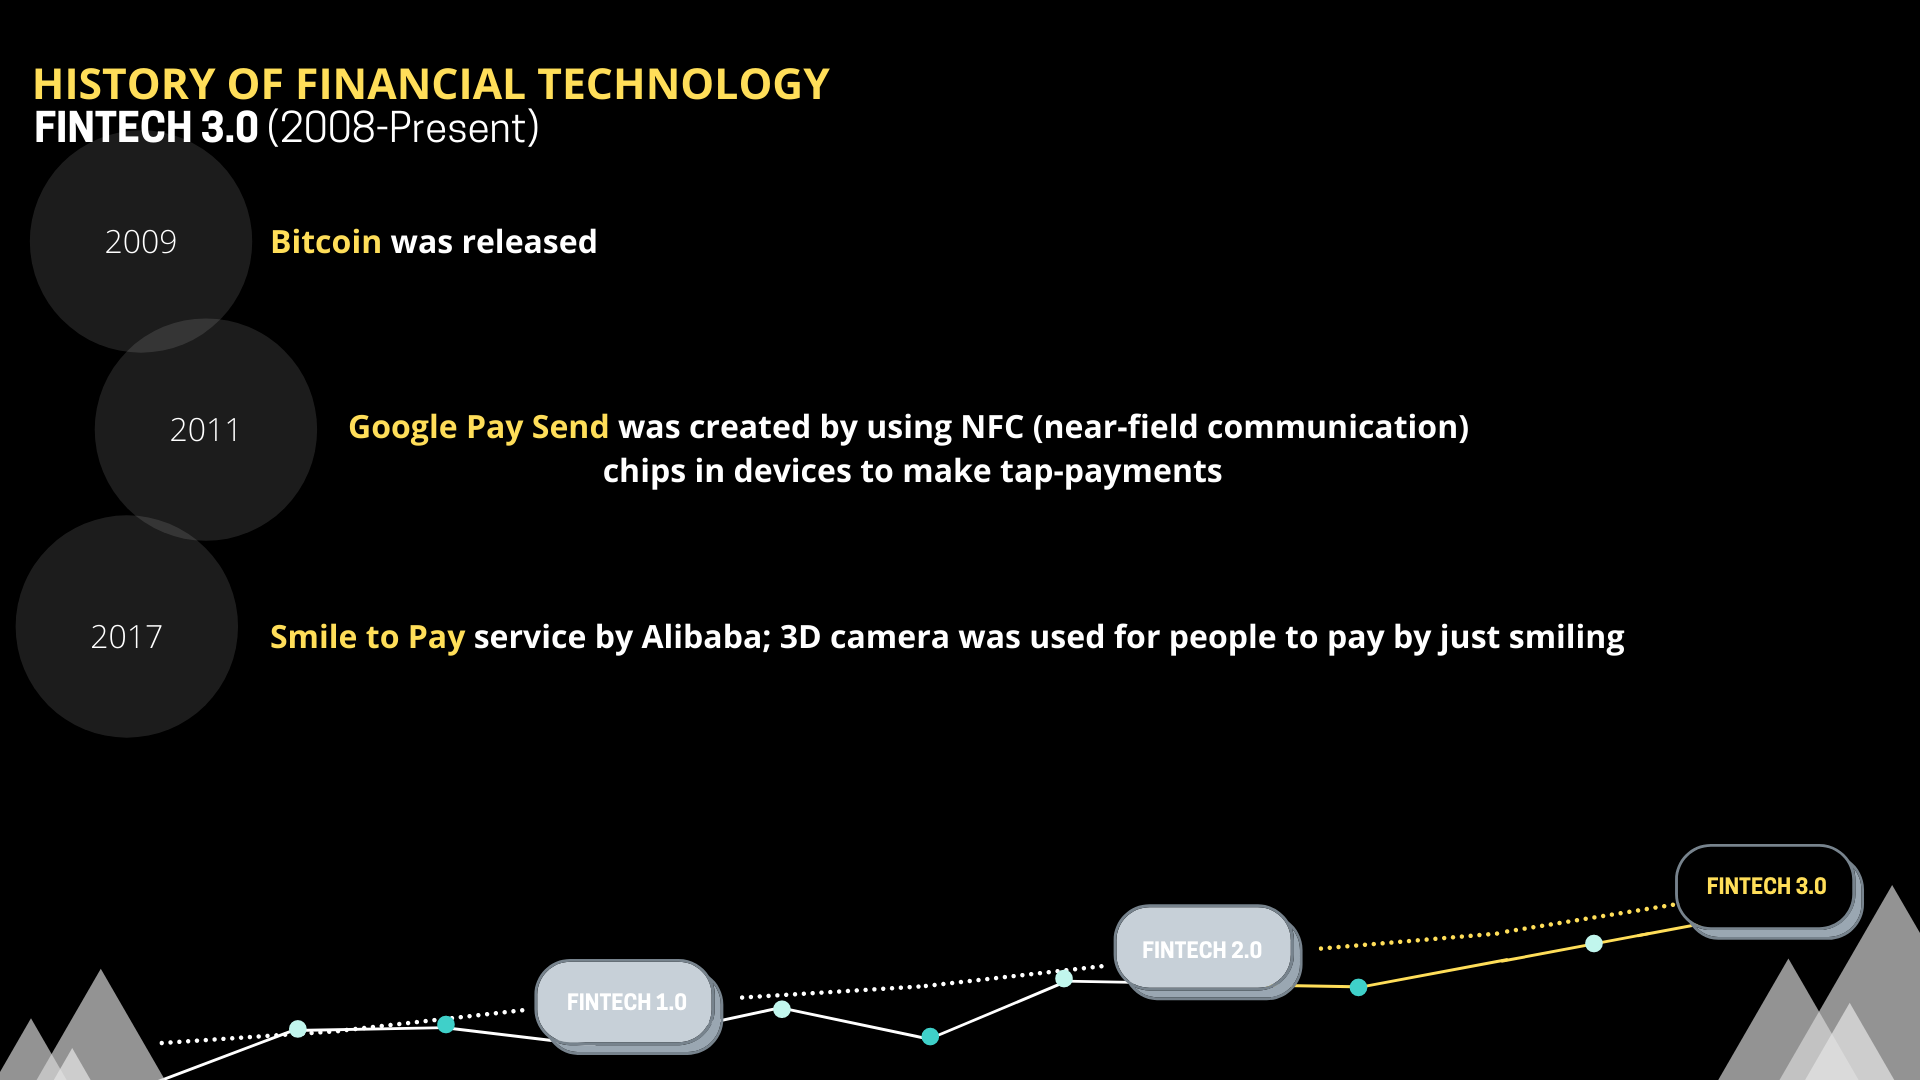 HISTORY OF FINANCIAL TECHNOLOGY
FINTECH 3.0 (2008-Present)
2009
Bitcoin was released
2011
Google Pay Send was created by using NFC (near-field communication)
chips in devices to make tap-payments
2017
Smile to Pay service by Alibaba; 3D camera was used for people to pay by just smiling
FINTECH 1.0
FINTECH 2.0
FINTECH 3.0